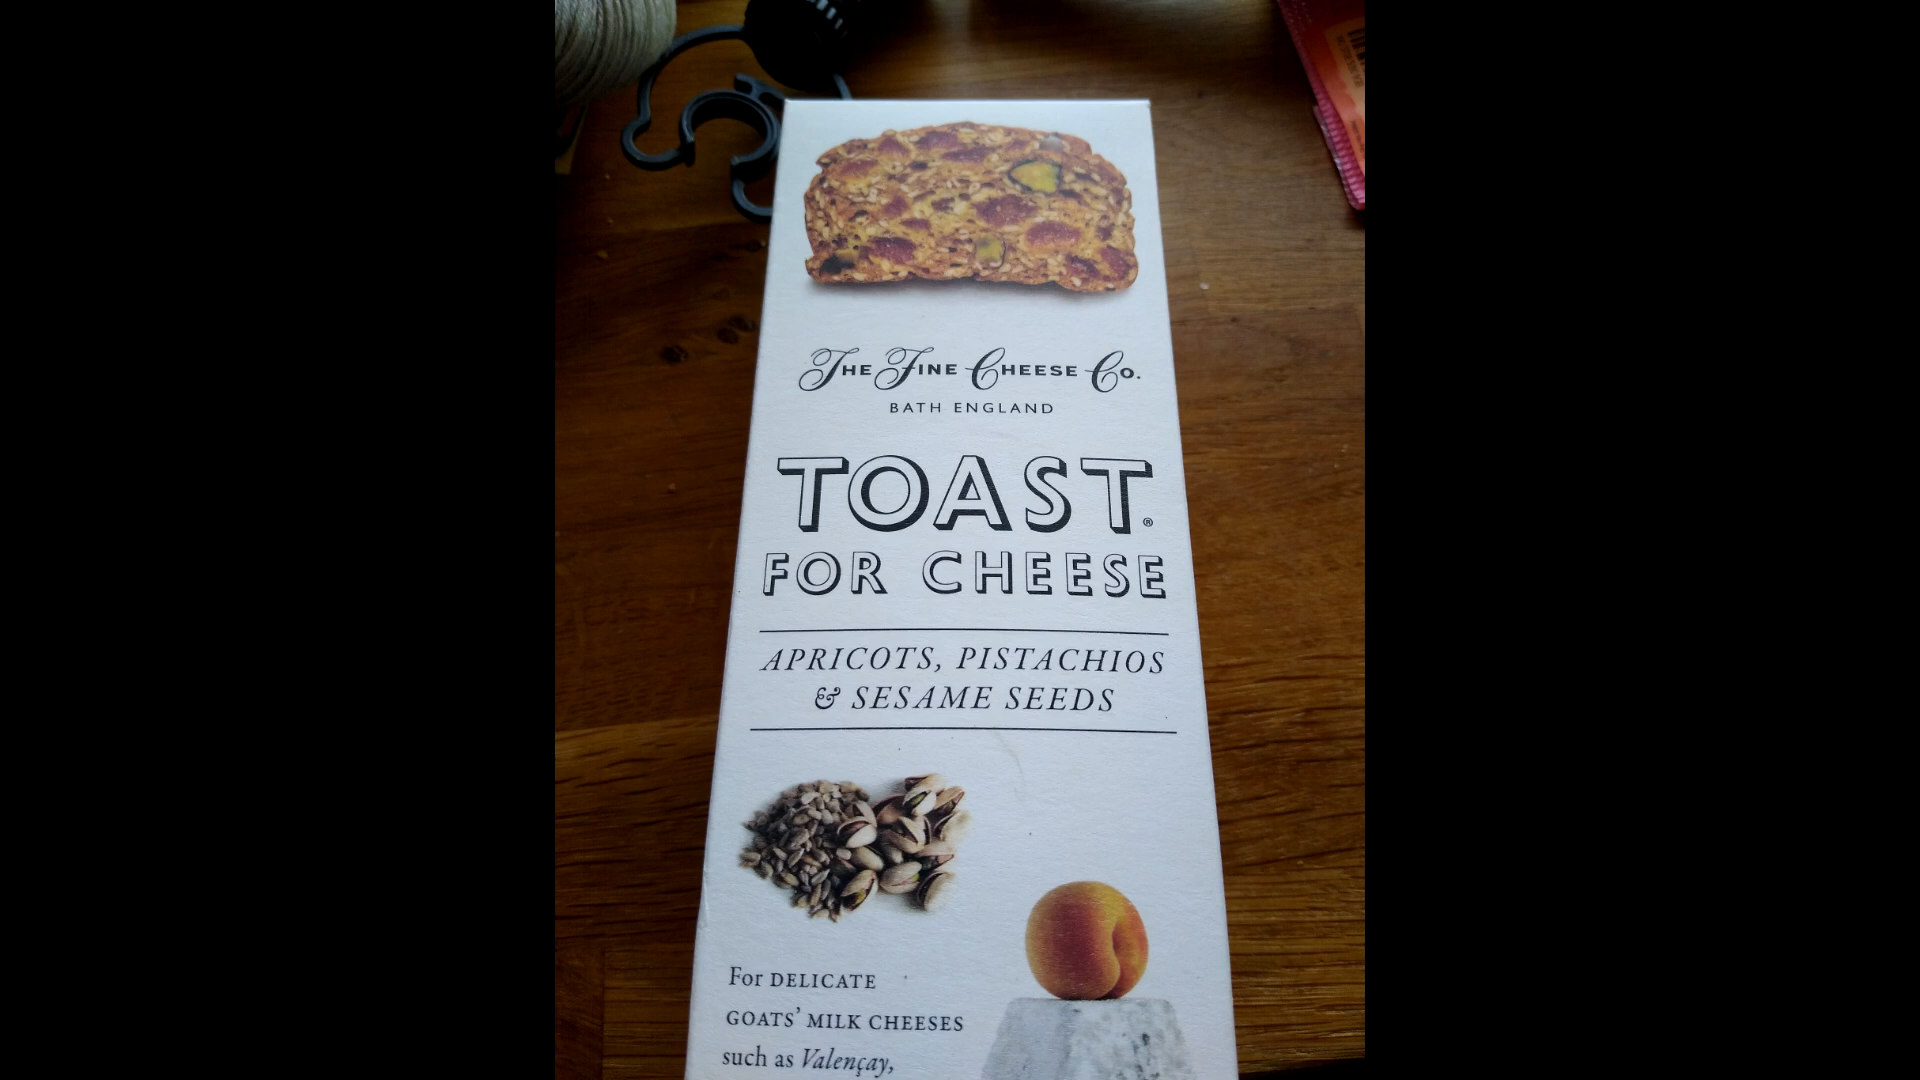 The Fine Cheese Co.
BATH ENGLAND
TOAST®
FOR CHEESE
APRICOTS, PISTACHIOS
& SESAME SEEDS
For DELICATE
GOATS' MILK CHEESES
such as Valençay,